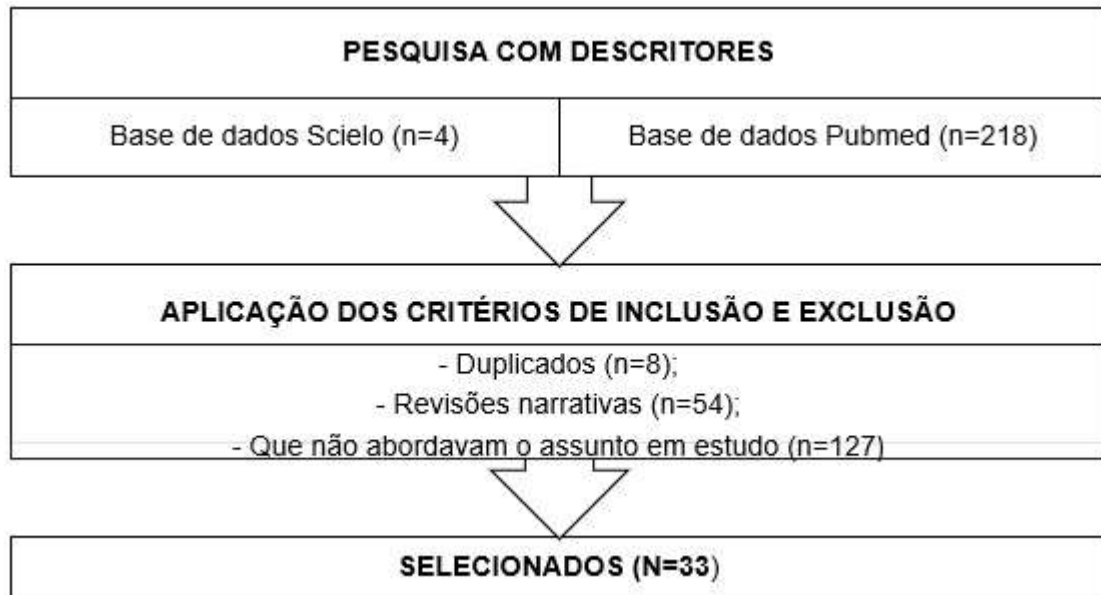 PESQUISA COM DESCRITORES
Base de dados Scielo (n=4)
Base de dados Pubmed (n=218)
APLICAÇÃO DOS CRITÉRIOS DE INCLUSÃO E EXCLUSÃO
- Duplicados (n=8);
- Revisões narrativas (n=54);
- Que não abordavam o assunto em estudo (n=127)
SELECIONADOS (N=33)